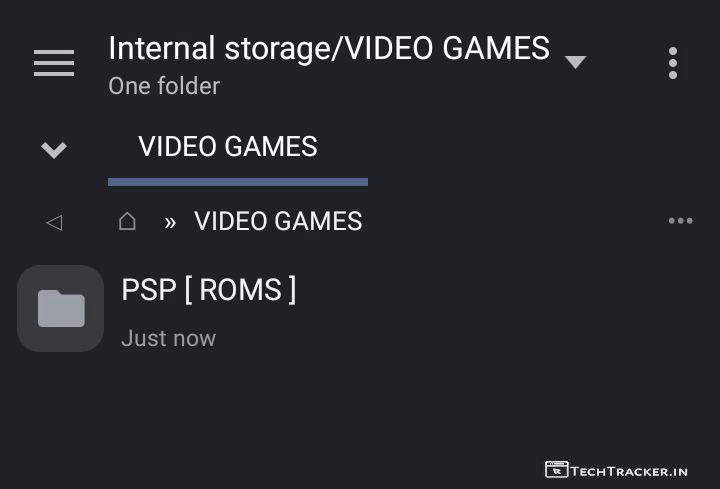 Internal storage/VIDEO GAMES
One folder
VIDEO GAMES
» VIDEO GAMES
PSP [ ROMS ]
Just now
TECHTRACKER.IN